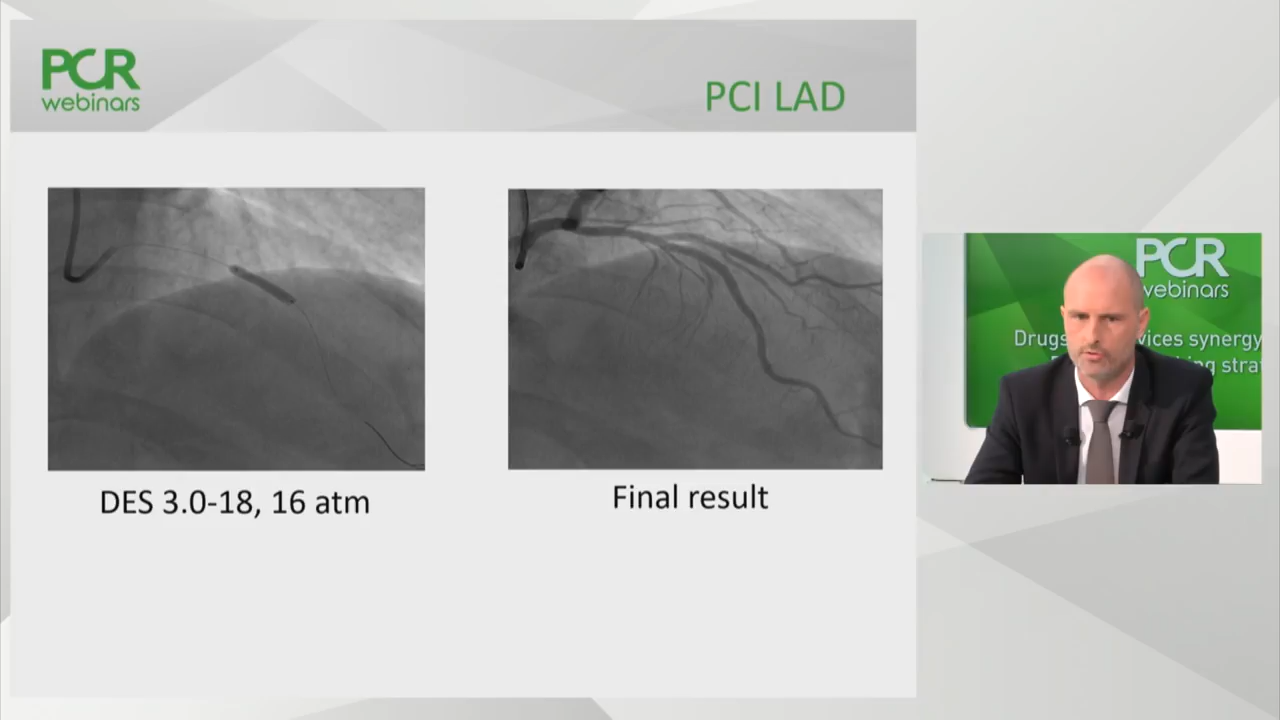 PCR
webinars
PCI LAD
DES 3.0-18, 16 atm
Final result
PCR
webinars
Drugs
vices synergy